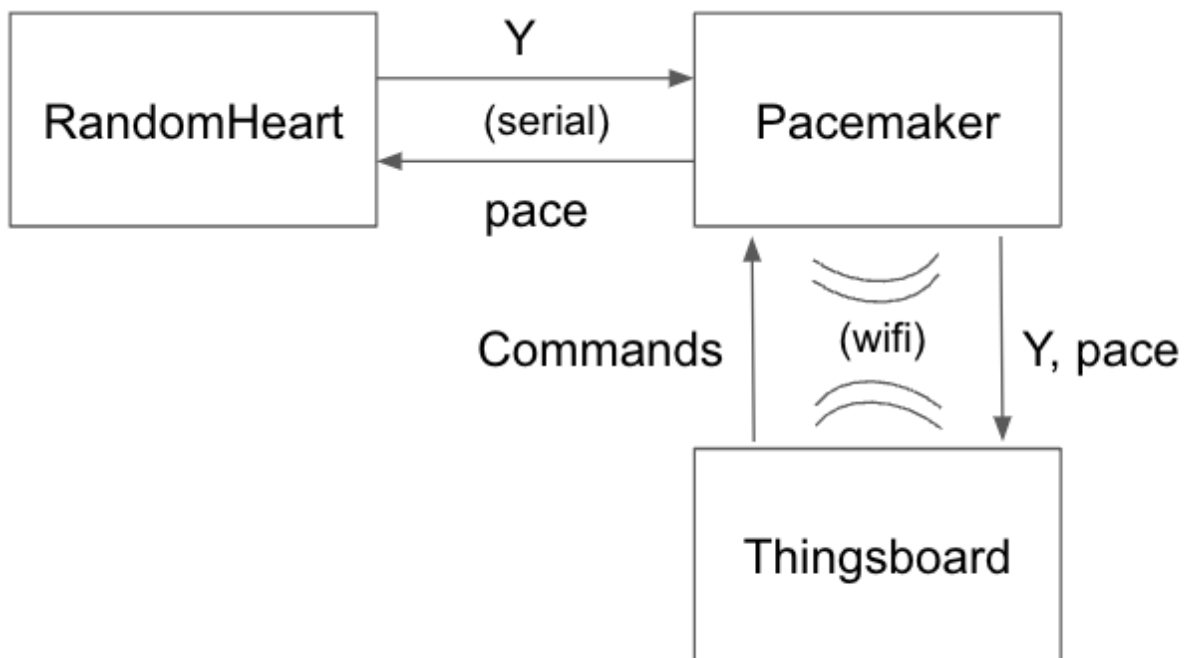 Y
RandomHeart
(serial)
Pacemaker
pace
Commands
(wifi)
Y, pace
Thingsboard